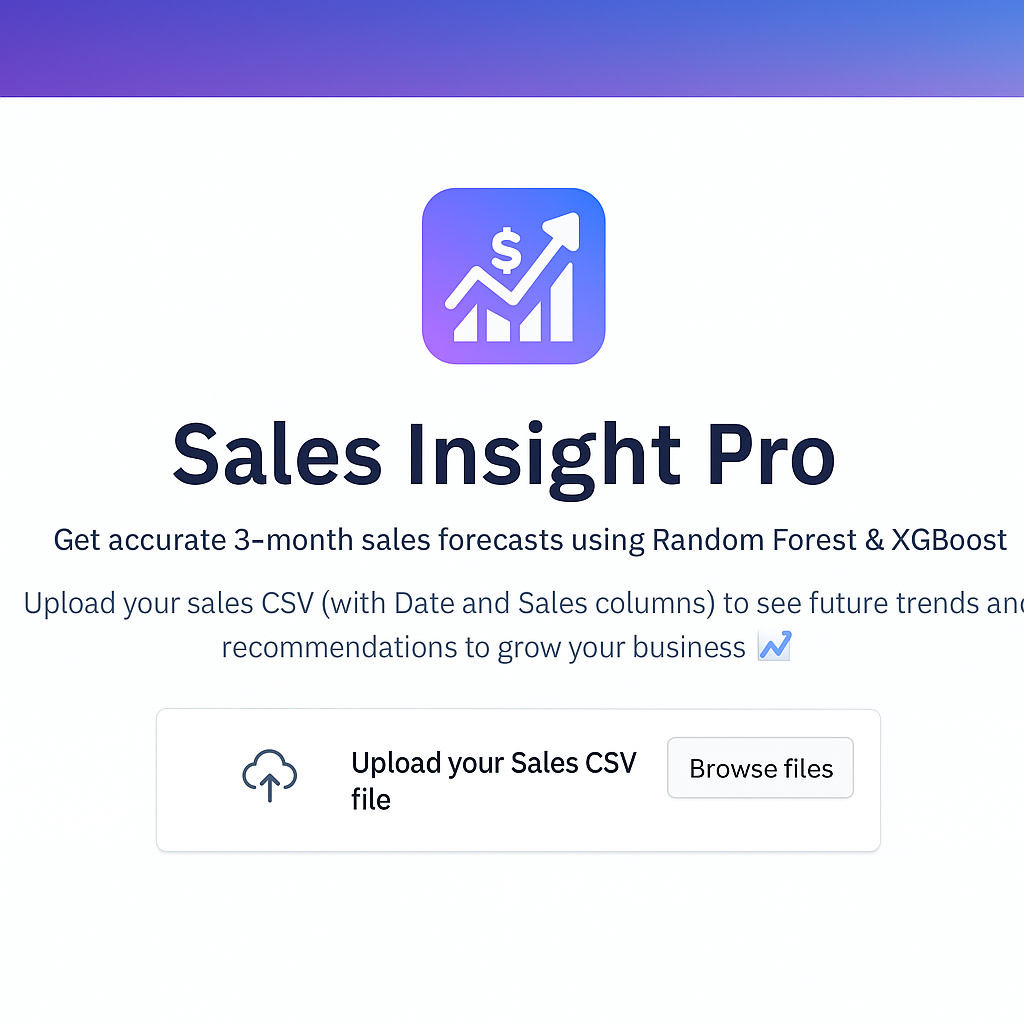 $
Sales Insight Pro
Get accurate 3-month sales forecasts using Random Forest & XGBoost
Upload your sales CSV (with Date and Sales columns) to see future trends an
recommendations to grow your business
Upload your Sales CSV
file
Browse files